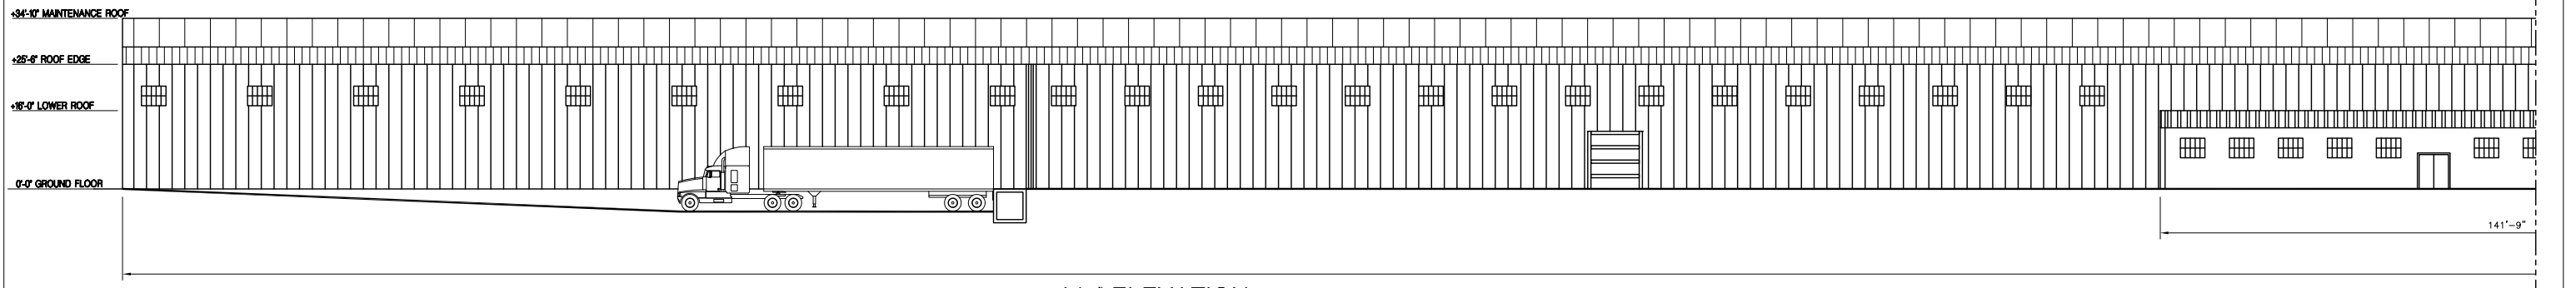 +34'-10" MAINTENANCE ROOF
+25'-6" ROOF EDGE
+16'-0" LOWER ROOF
0'-0" GROUND FLOOR
141'-9"